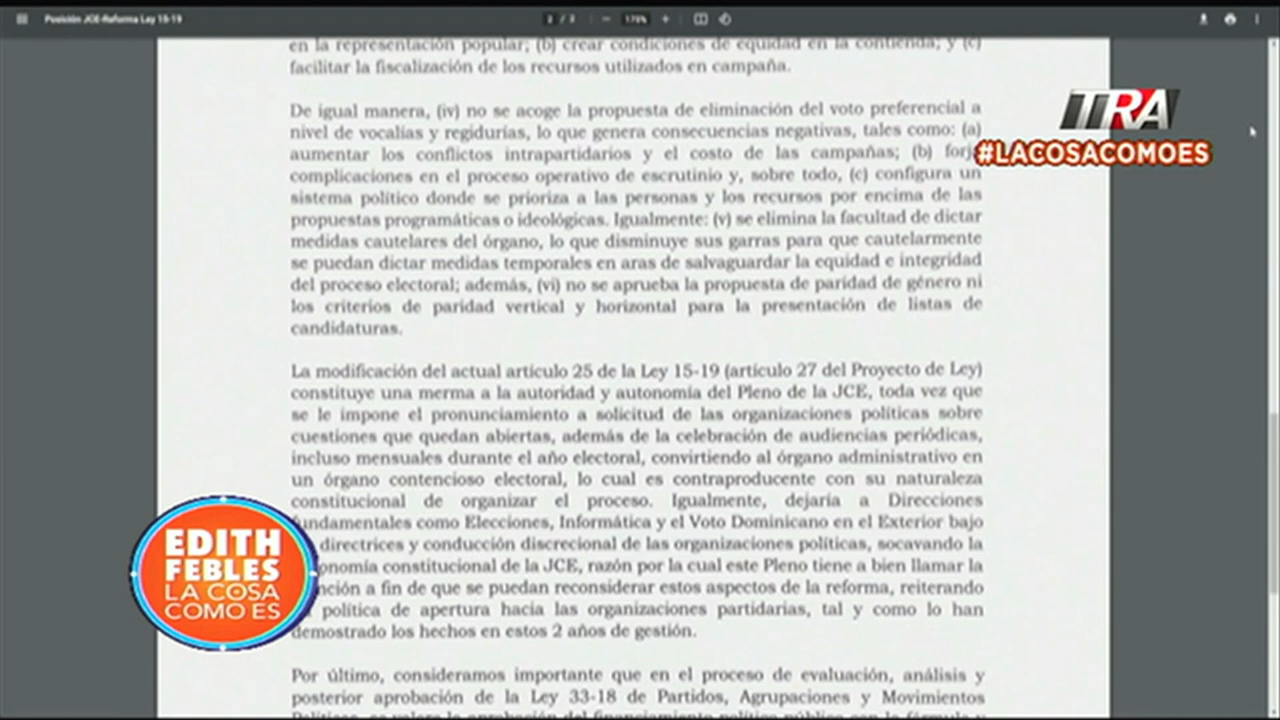 Posición JCE-Reforma Ley 15-19
2 / 3
170%
en la representación popular; (b) crear condiciones de equidad en la contienda; y (c)
facilitar la fiscalización de los recursos utilizados en campaña.
De igual manera, (iv) no se acoge la propuesta de eliminación del voto preferencial a
nivel de vocalías y regidurías, lo que genera consecuencias negativas, tales como: (a)
aumentar los conflictos intrapartidarios y el costo de las campañas; (b) forj
complicaciones en el proceso operativo de escrutinio y, sobre todo, (c) configura un
sistema político donde se prioriza a las personas y los recursos por encima de las
propuestas programáticas o ideológicas. Igualmente: (v) se elimina la facultad de dictar
medidas cautelares del órgano, lo que disminuye sus garras para que cautelarmente
se puedan dictar medidas temporales en aras de salvaguardar la equidad e integridad
del proceso electoral; además, (vi) no se aprueba la propuesta de paridad de género ni
los criterios de paridad vertical y horizontal para la presentación de listas de
candidaturas.
La modificación del actual artículo 25 de la Ley 15-19 (artículo 27 del Proyecto de Ley)
constituye una merma a la autoridad y autonomía del Pleno de la JCE, toda vez que
se le impone el pronunciamiento a solicitud de las organizaciones políticas sobre
cuestiones que quedan abiertas, además de la celebración de audiencias periódicas,
incluso mensuales durante el año electoral, convirtiendo al órgano administrativo en
un órgano contencioso electoral, lo cual es contraproducente con su naturaleza
constitucional de organizar el proceso. Igualmente, dejaría a Direcciones
fundamentales como Elecciones, Informática y el Voto Dominicano en el Exterior bajo
directrices y conducción discrecional de las organizaciones políticas, socavando la
onomía constitucional de la JCE, razón por la cual este Pleno tiene a bien llamar la
nción a fin de que se puedan reconsiderar estos aspectos de la reforma, reiterando
política de apertura hacia las organizaciones partidarias, tal y como lo han
demostrado los hechos en estos 2 años de gestión.
Por último, consideramos importante que en el proceso de evaluación, análisis y
posterior aprobación de la Ley 33-18 de Partidos, Agrupaciones y Movimientos
TRA
#LACOSACOMOES
EDITH
FEBLES
LA COSA
COMO ES